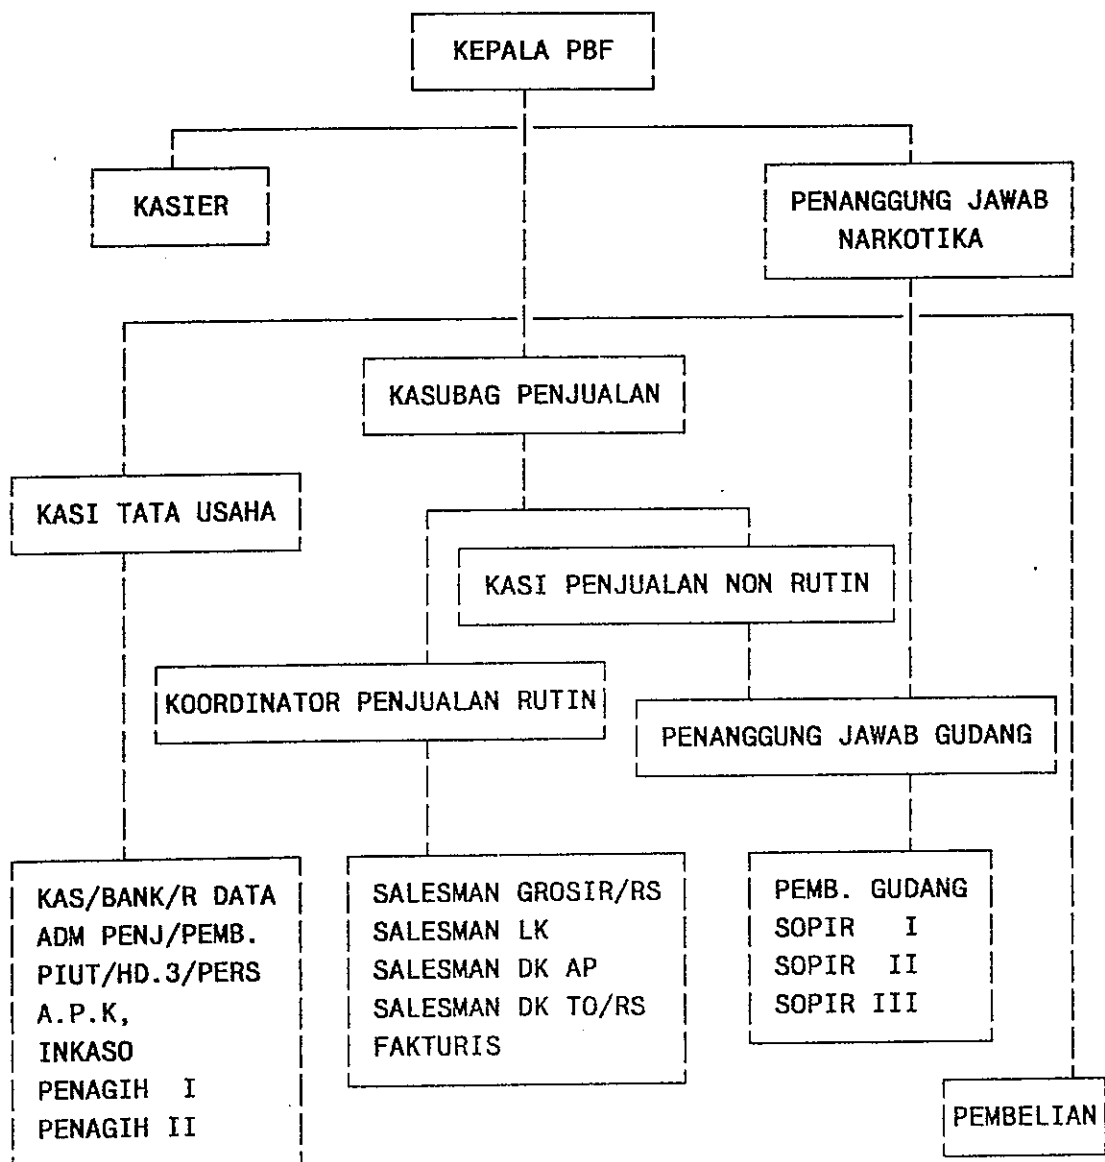 KEPALA PBF
KASIER
PENANGGUNG JAWAB
NARKOTIKA
KASUBAG PENJUALAN
KASI TATA USAHA
KASI PENJUALAN NON RUTIN
KOORDINATOR PENJUALAN RUTIN
PENANGGUNG JAWAB GUDANG
KAS/BANK/R DATA
ADM PENJ/PEMB.
PIUT/HD.3/PERS
A.P.K,
INKASO
PENAGIH I
PENAGIH II
SALESMAN GROSIR/RS
SALESMAN LK
SALESMAN DK AP
SALESMAN DK TO/RS
FAKTURIS
PEMB. GUDANG
SOPIR I
SOPIR II
SOPIR III
PEMBELIAN